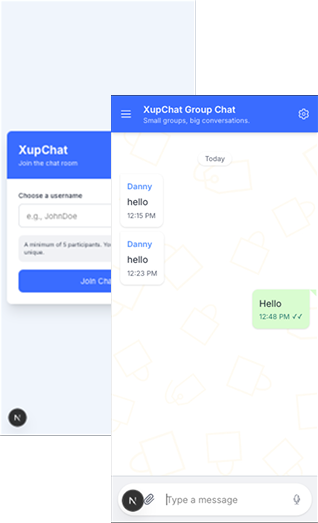 XupChat
Join the chat room
Choose a username
e.g., JohnDoe
A minimum of 5 participants. You
unique.
Join Cha
N
XupChat Group Chat
Small groups, big conversations.
Today
Danny
hello
12:15 PM
Danny
hello
12:23 PM
Hello
12:48 PM ✓✓
N
Type a message